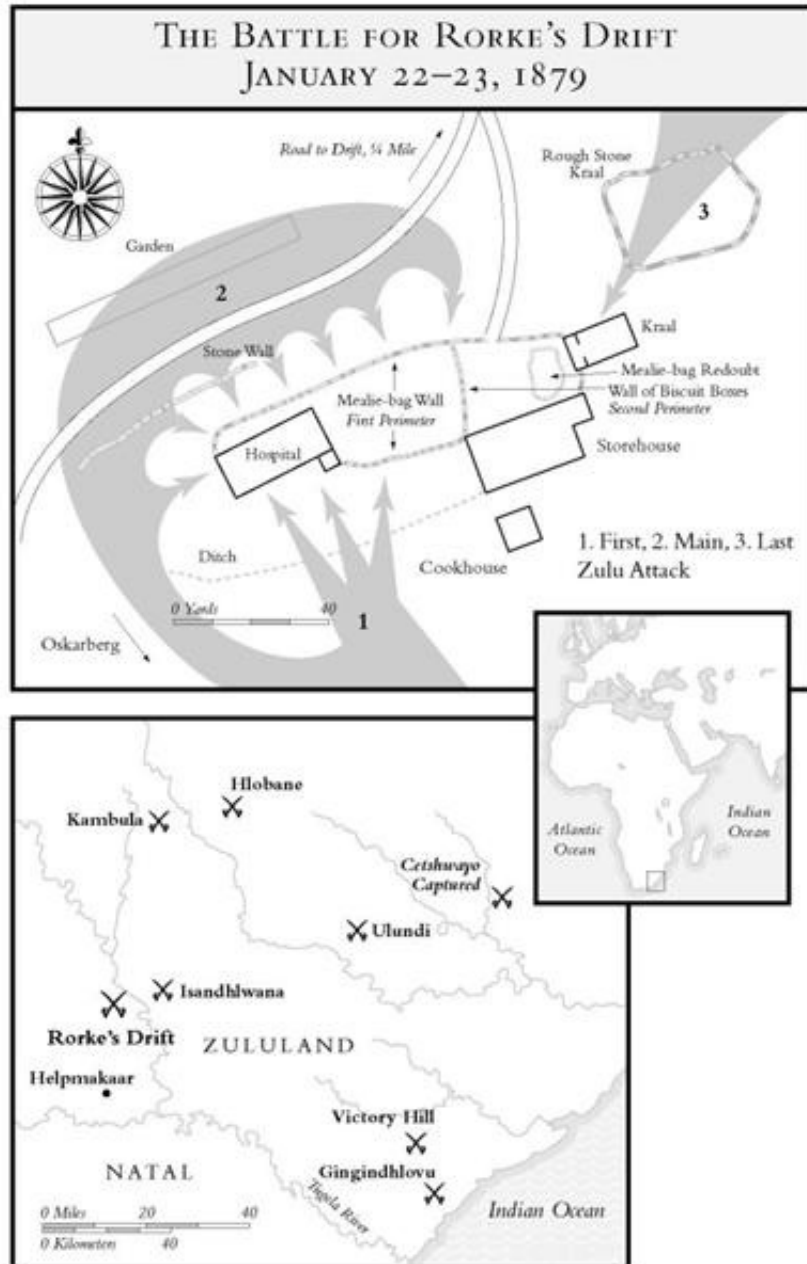 THE BATTLE FOR RORKE'S DRIFT
JANUARY 22–23, 1879
Road to Drift, ¼ Mile
Rough Stone
Kraal
3
Garden
2
Stone Wall
Kraal
Mealie-bag Redoubt
Mealie-bag Wall
First Perimeter
Wall of Biscuit Boxes
Second Perimeter
Hospital
Storehouse
Ditch
Cookhouse
1. First, 2. Main, 3. Last
Zulu Attack
0 Yards 40
1
Oskarberg
Atlantic
Ocean
Indian
Ocean
Hlobane
Kambula
Cetshwayo
Captured
Ulundi
Isandhlwana
Rorke's Drift
ZULULAND
Helpmakaar
Victory Hill
Gingindhlovu
NATAL
Tugela River
Indian Ocean
0 Miles 20 40
0 Kilometers 40